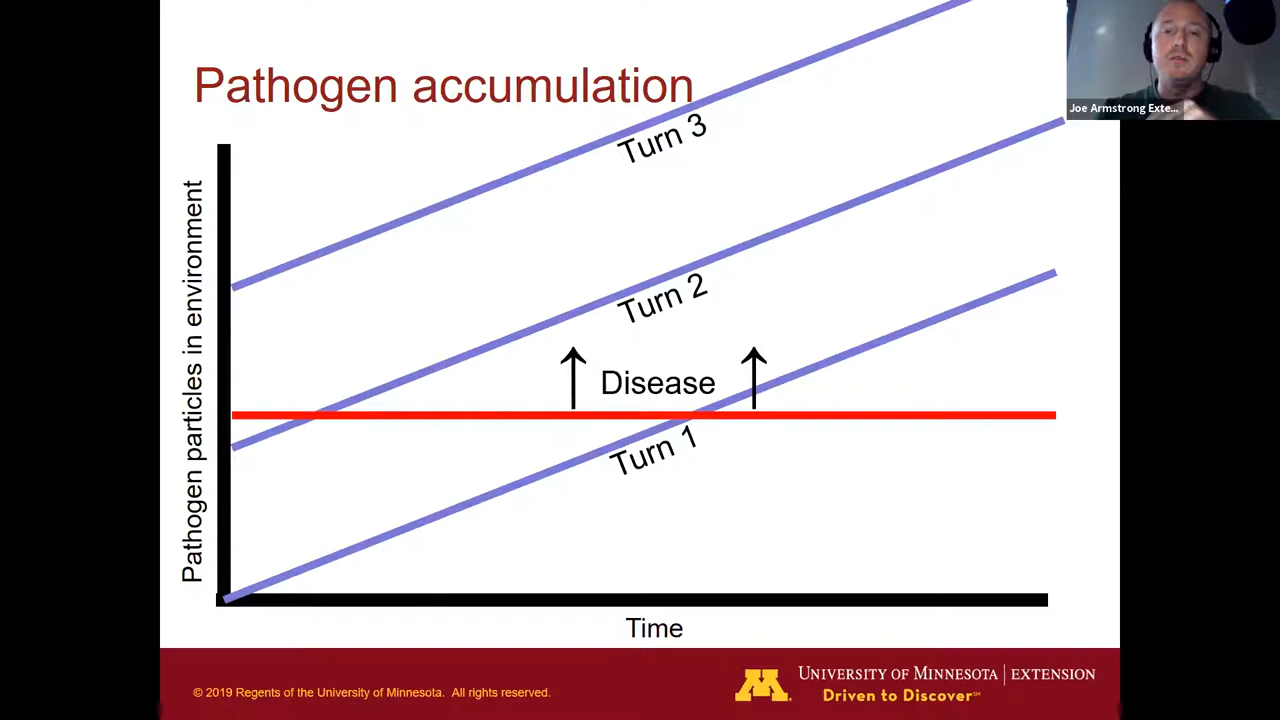 Pathogen accumulation
Joe Armstrong Exte...
Pathogen particles in environment
Turn 3
Turn 2
Disease
Turn 1
Time
© 2019 Regents of the University of Minnesota. All rights reserved.
UNIVERSITY OF MINNESOTA | EXTENSION
Driven to Discover℠